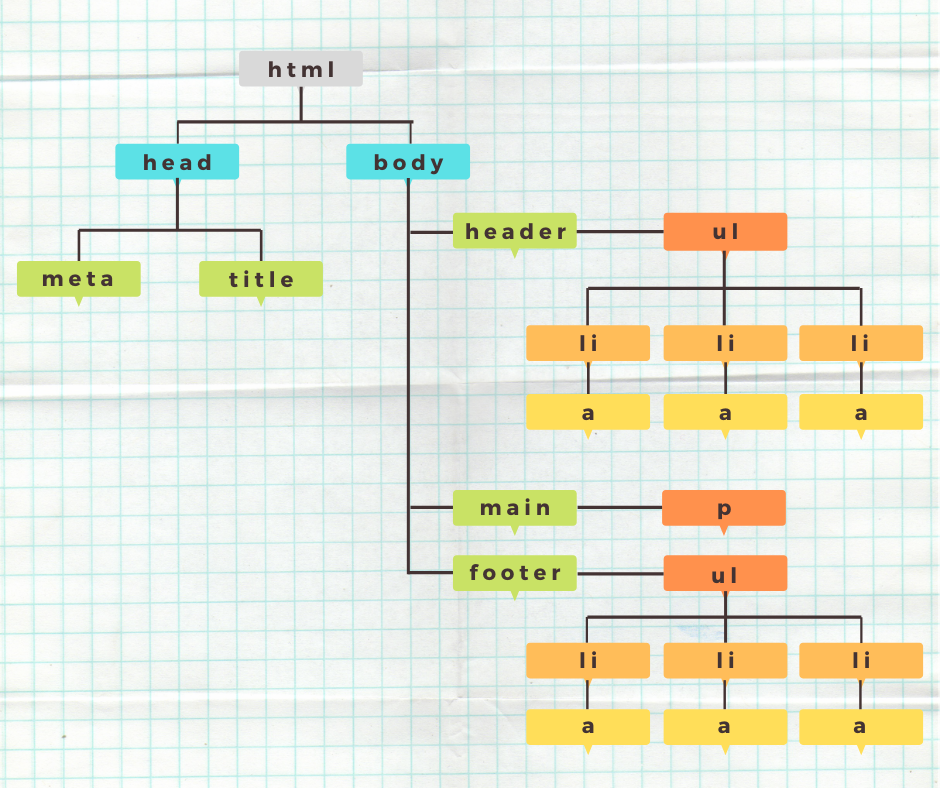 html
head body
header ul
meta title
li li li
a a a
main p
footer ul
li li li
a a a